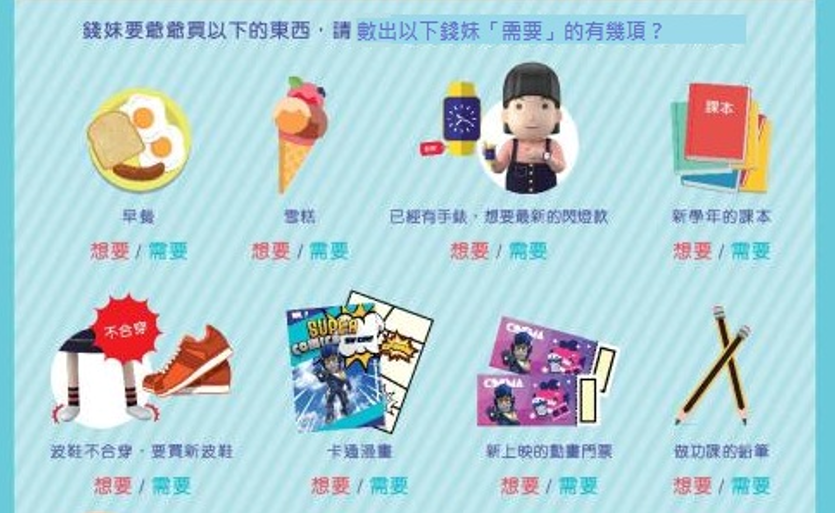 錢妹要爺爺買以下的東西，請 數出以下錢妹「需要」的有幾項？
課本
早餐
雪糕
已經有手錶，想要最新的閃燈款
新學年的課本
想要 / 需要
想要 / 需要
想要 / 需要
想要 / 需要
不合穿
SUPER
COMIC
CINEMA
CINEMA
波鞋不合穿，要買新波鞋
卡通漫畫
新上映的動畫門票
做功課的鉛筆
想要 / 需要
想要 / 需要
想要 / 需要
想要 / 需要